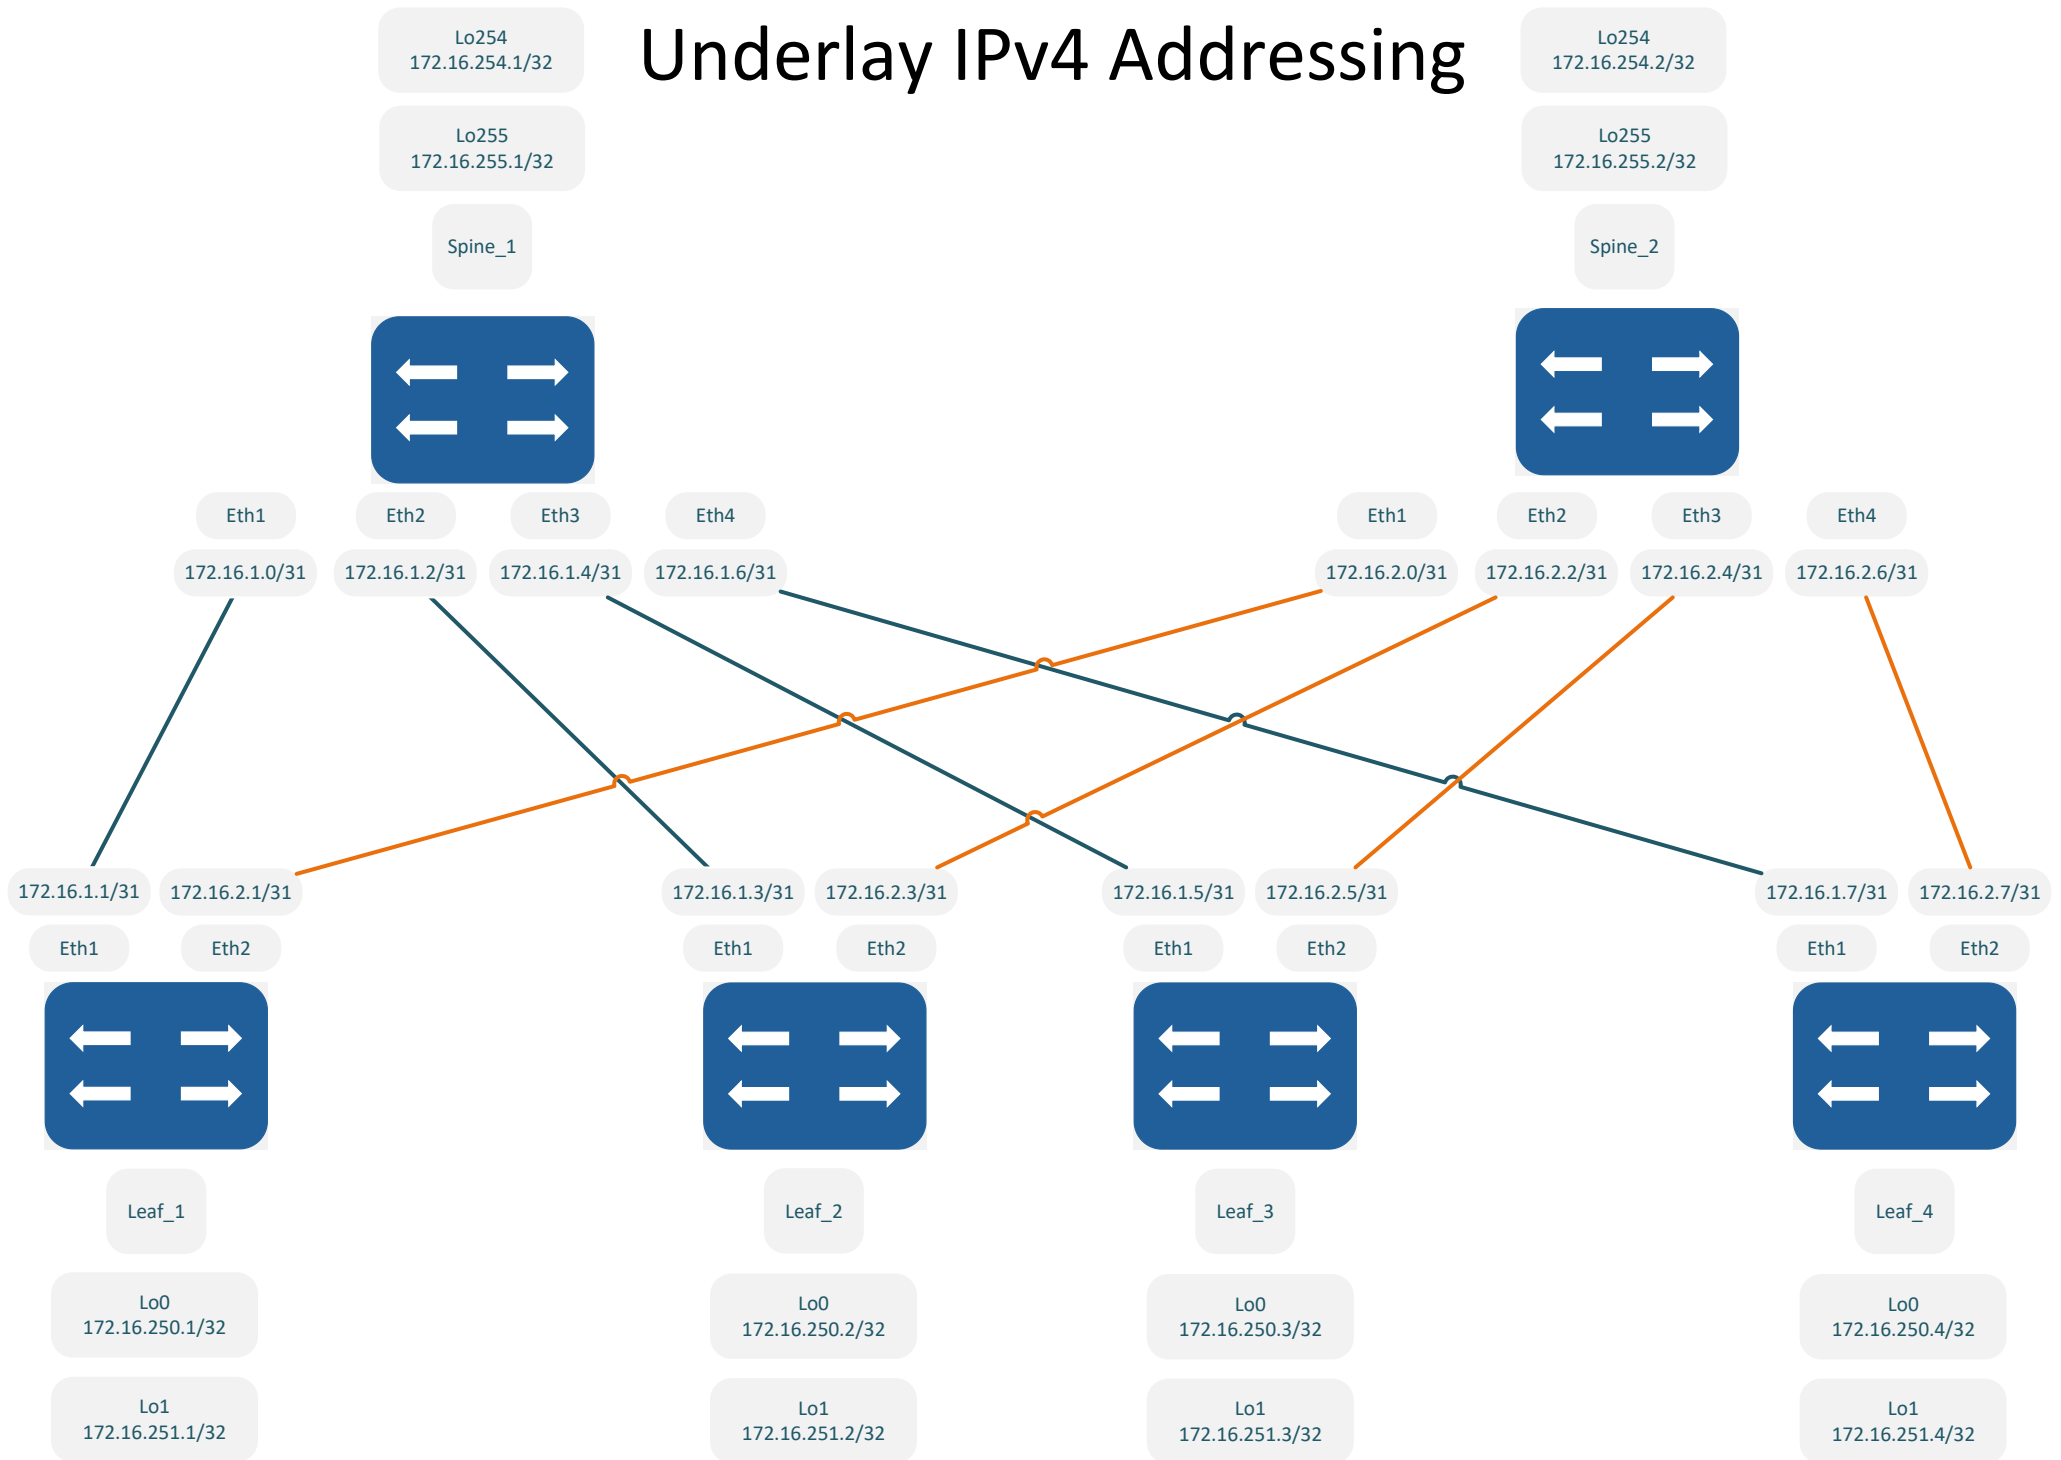 Underlay IPv4 Addressing
Lo254
172.16.254.1/32
Lo255
172.16.255.1/32
Spine_1
Lo254
172.16.254.2/32
Lo255
172.16.255.2/32
Spine_2
Eth1
Eth2
Eth3
Eth4
172.16.1.0/31
172.16.1.2/31
172.16.1.4/31
172.16.1.6/31
Eth1
Eth2
Eth3
Eth4
172.16.2.0/31
172.16.2.2/31
172.16.2.4/31
172.16.2.6/31
172.16.1.1/31
172.16.2.1/31
Eth1
Eth2
Leaf_1
Lo0
172.16.250.1/32
Lo1
172.16.251.1/32
172.16.1.3/31
172.16.2.3/31
Eth1
Eth2
Leaf_2
Lo0
172.16.250.2/32
Lo1
172.16.251.2/32
172.16.1.5/31
172.16.2.5/31
Eth1
Eth2
Leaf_3
Lo0
172.16.250.3/32
Lo1
172.16.251.3/32
172.16.1.7/31
172.16.2.7/31
Eth1
Eth2
Leaf_4
Lo0
172.16.250.4/32
Lo1
172.16.251.4/32